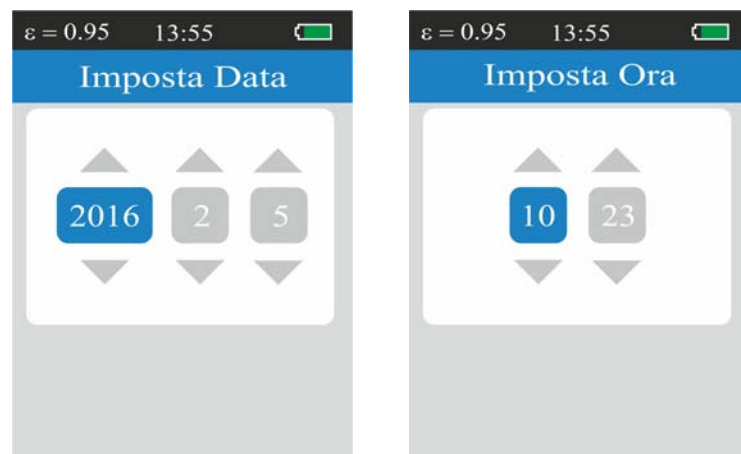 ε = 0.95 13:55
Imposta Data
2016 2 5
ε = 0.95 13:55
Imposta Ora
10 23